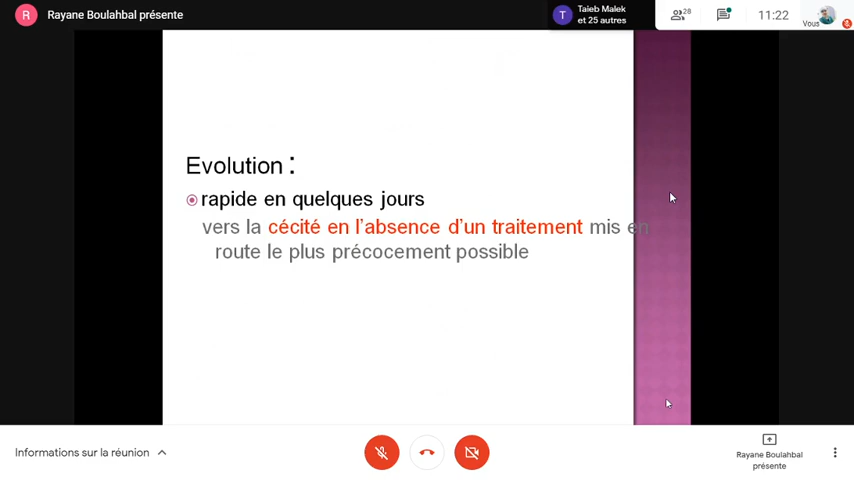 R Rayane Boulahbal présente
T Taieb Malek
et 25 autres
28
11:22
Vous
Evolution :
rapide en quelques jours
vers la cécité en l'absence d'un traitement mis en
route le plus précocement possible
Informations sur la réunion
Rayane Boulahbal
présente